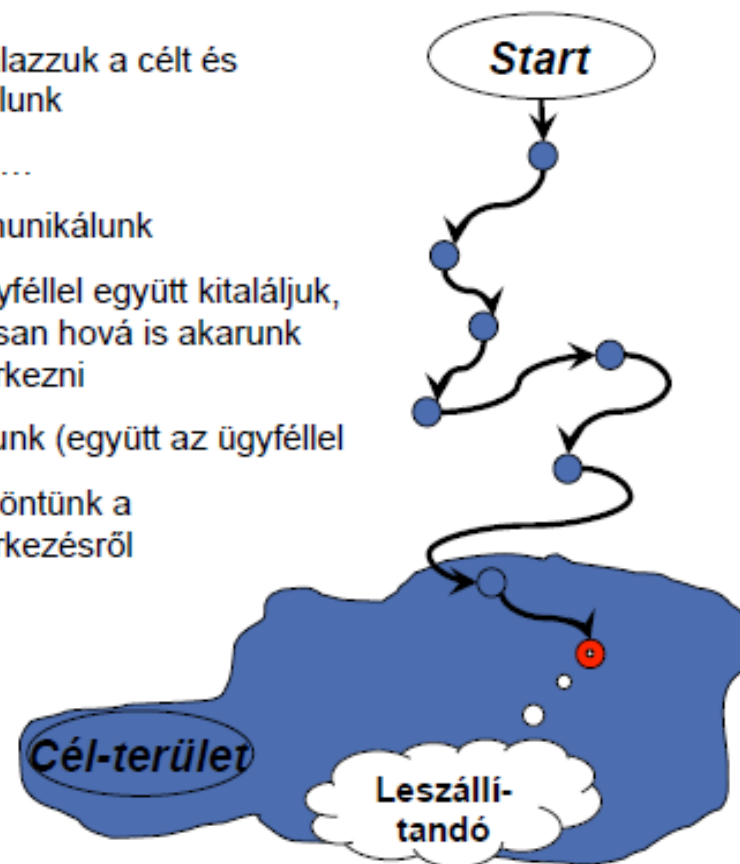 lazzuk a célt és
lunk
...
nunikálunk
yféllel együtt kitaláljuk,
san hová is akarunk
rkezni
unk (együtt az ügyféllel
öntünk a
rkezésről
Start
Cél-terület
Leszállí-
tandó